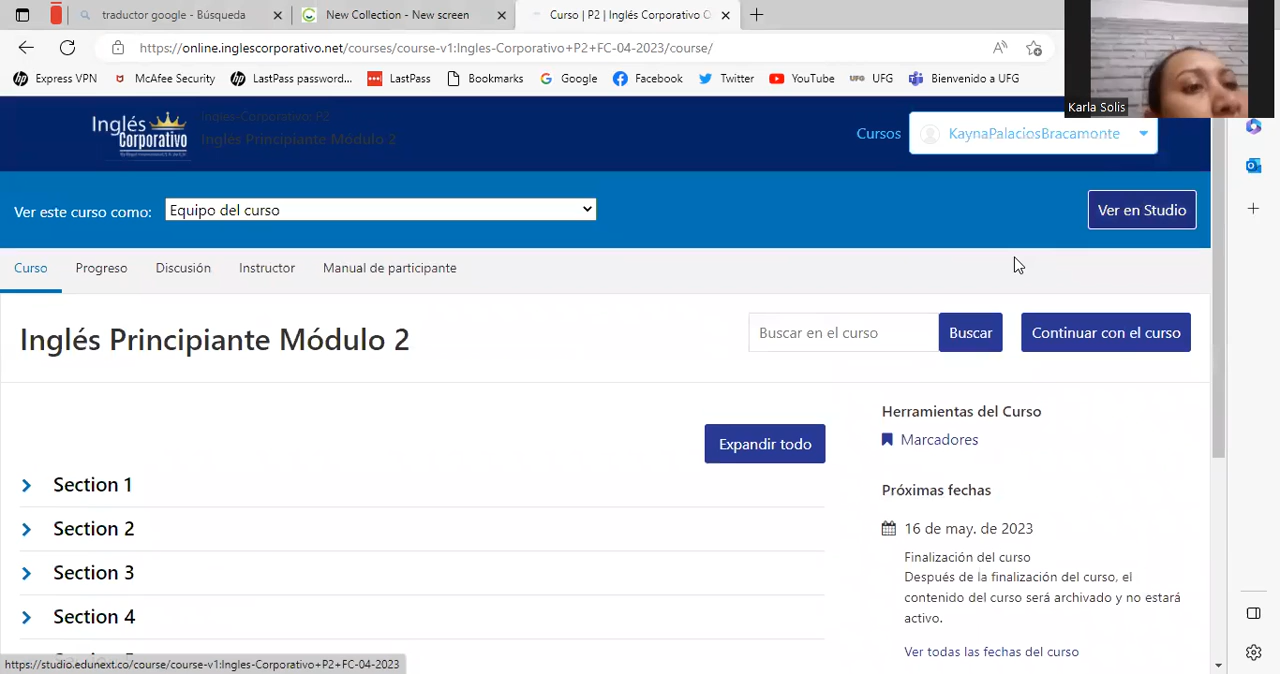 traductor google - Búsqueda
New Collection - New screen
Curso | P2 | Inglés Corporativo O
https://online.inglescorporativo.net/courses/course-v1:Ingles-Corporativo+P2+FC-04-2023/course/
Express VPN
McAfee Security
LastPass password...
LastPass
Bookmarks
Google
Facebook
Twitter
YouTube
UFG
Bienvenido a UFG
Karla Solis
Inglés Corporativo
Ingles-Corporativo: P2
Inglés Principiante Módulo 2
Cursos
KaynaPalaciosBracamonte
Ver este curso como:
Equipo del curso
Ver en Studio
Curso
Progreso
Discusión
Instructor
Manual de participante
Inglés Principiante Módulo 2
Buscar en el curso
Buscar
Continuar con el curso
Expandir todo
Section 1
Section 2
Section 3
Section 4
Herramientas del Curso
Marcadores
Próximas fechas
16 de may. de 2023
Finalización del curso
Después de la finalización del curso, el
contenido del curso será archivado y no estará
activo.
Ver todas las fechas del curso
https://studio.edunext.co/course/course-v1:Ingles-Corporativo+P2+FC-04-2023